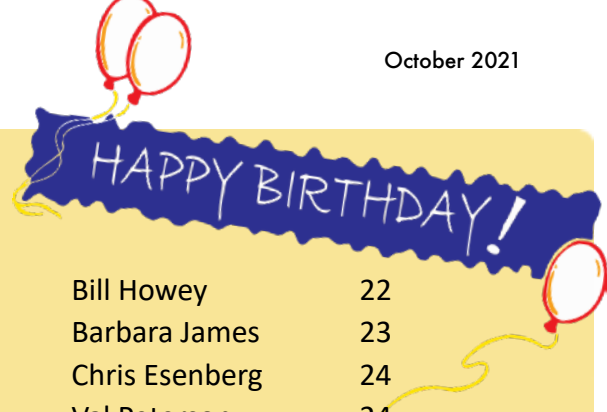 October 2021
HAPPY BIRTHDAY!
Bill Howey 22
Barbara James 23
Chris Esenberg 24